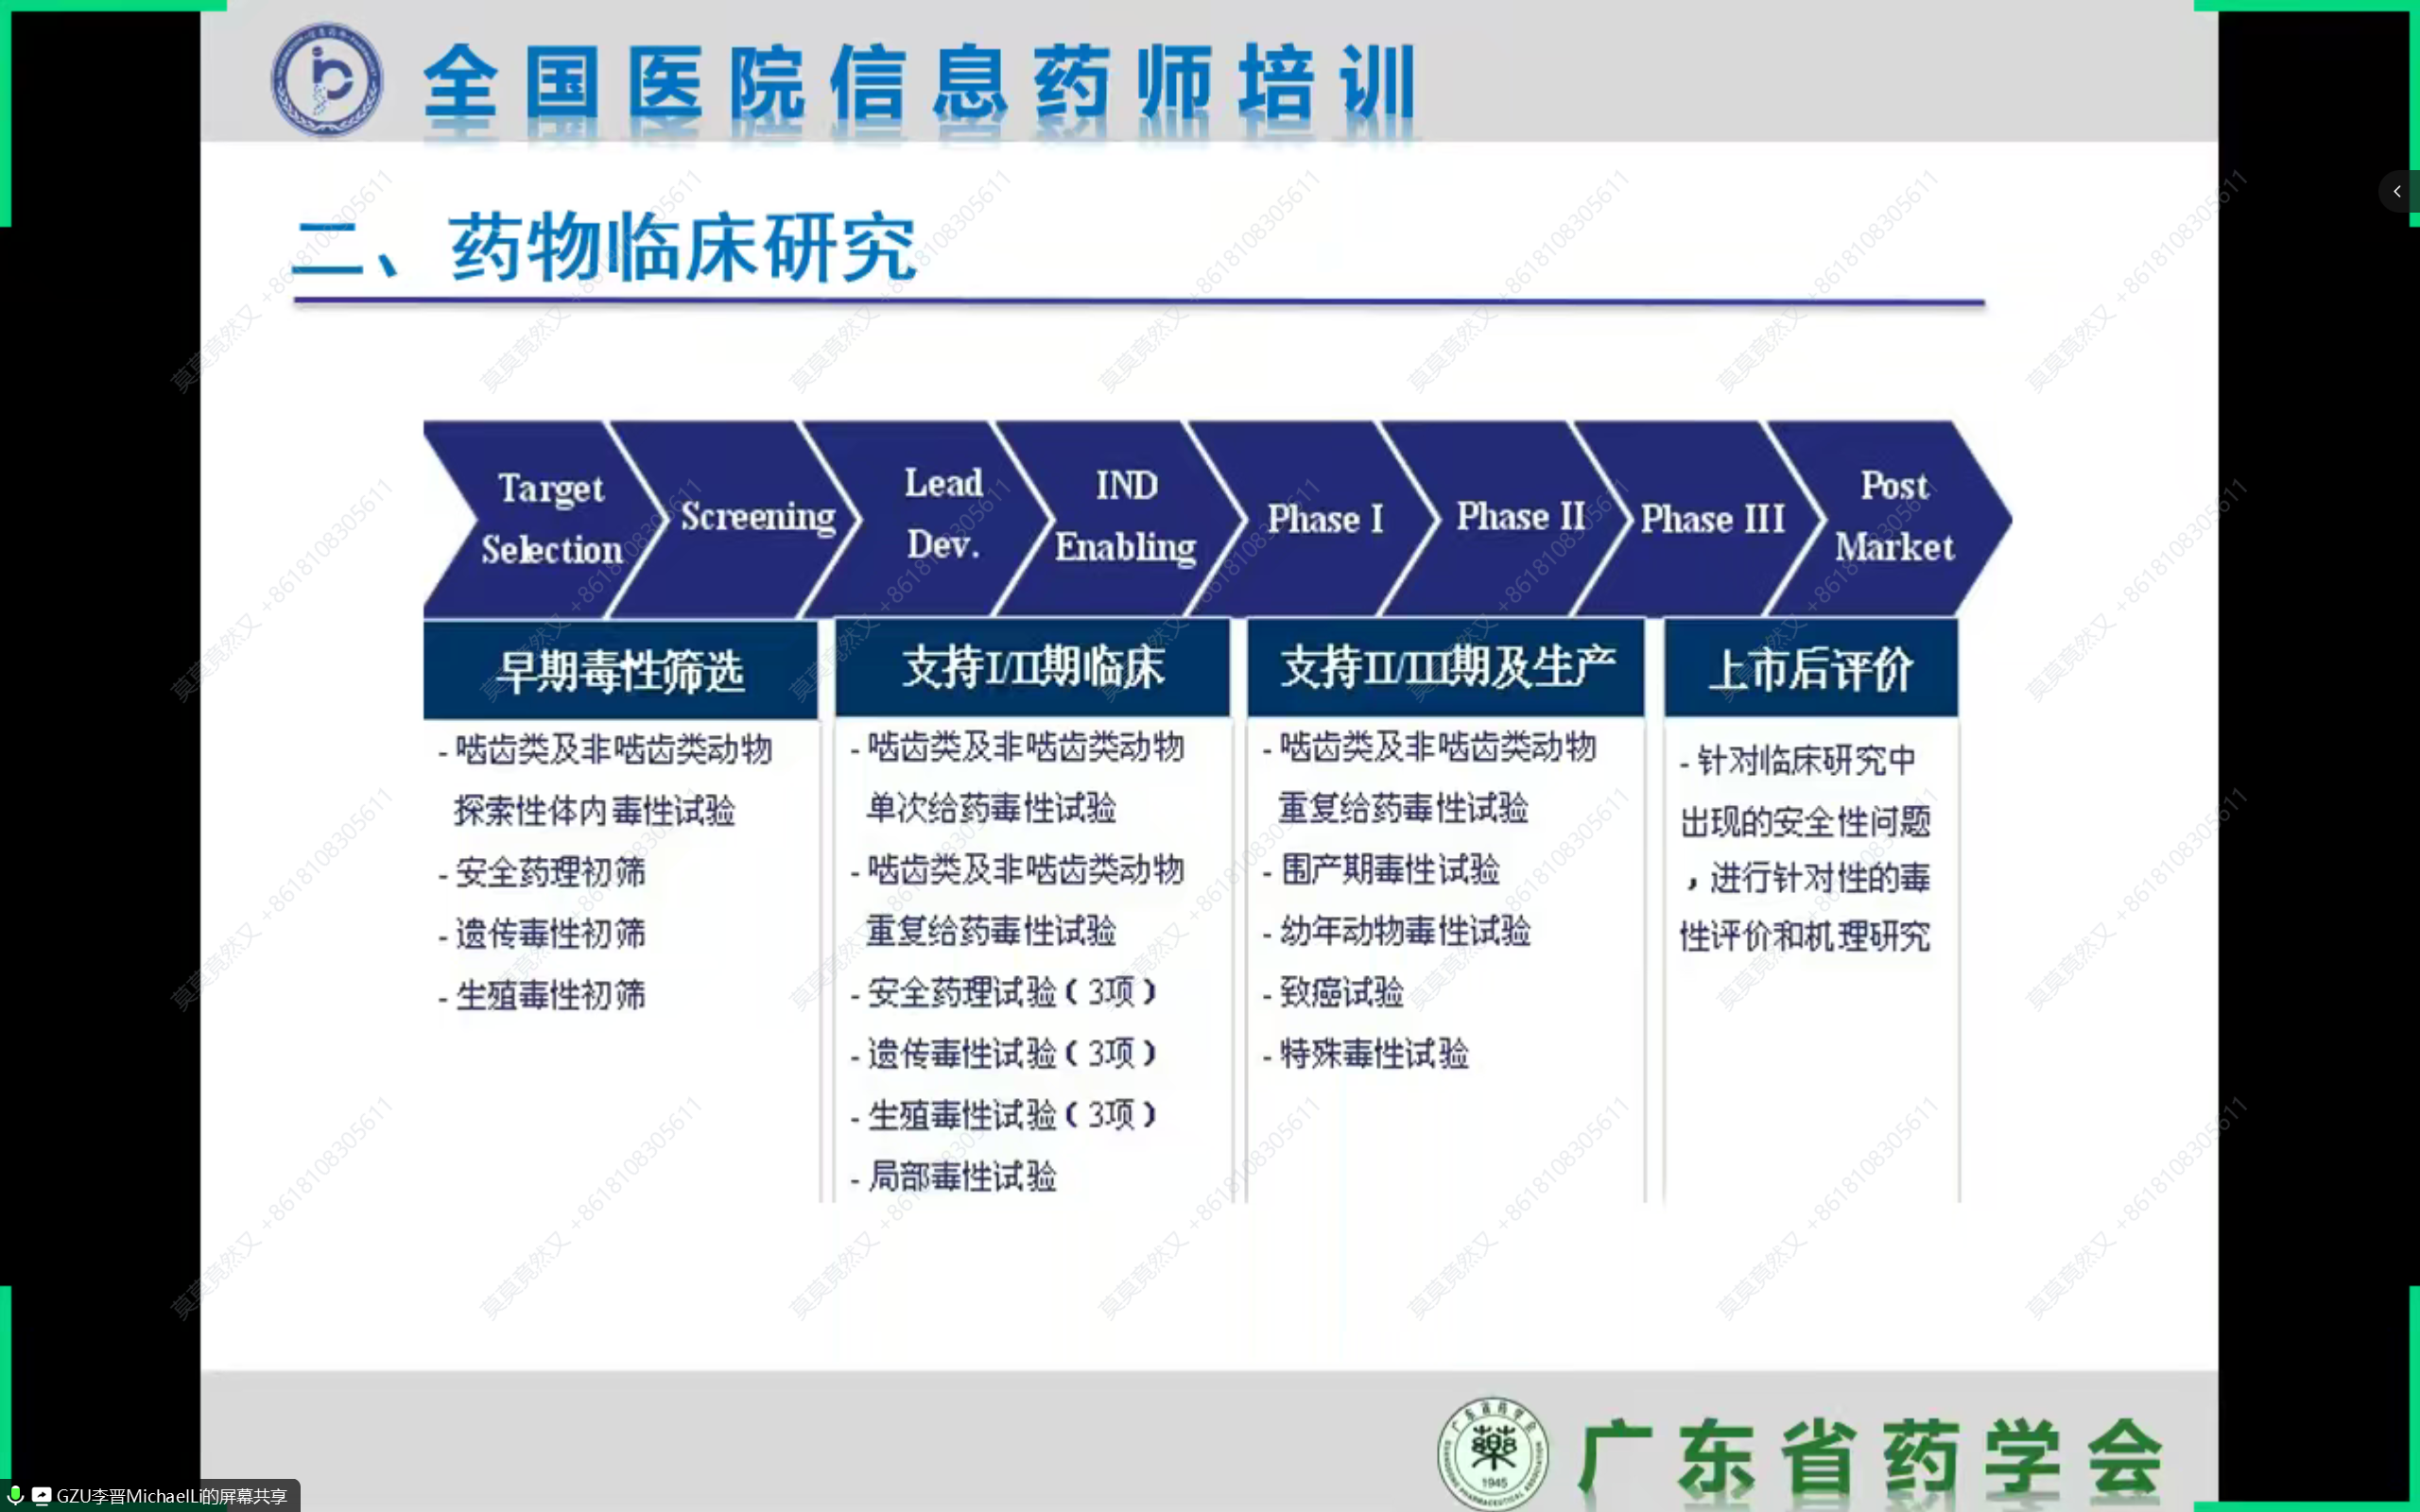 全国医院信息药师培训
二、药物临床研究
Target
Selection
Screening
Lead
Dev.
IND
Enabling
Phase I
Phase II
Phase III
Post
Market
早期毒性筛选
- 啮齿类及非啮齿类动物
探索性体内毒性试验
- 安全药理初筛
- 遗传毒性初筛
- 生殖毒性初筛
支持I/II期临床
- 啮齿类及非啮齿类动物
单次给药毒性试验
- 啮齿类及非啮齿类动物
重复给药毒性试验
- 安全药理试验（3项）
- 遗传毒性试验（3项）
- 生殖毒性试验（3项）
- 局部毒性试验
支持II/III期及生产
- 啮齿类及非啮齿类动物
重复给药毒性试验
- 围产期毒性试验
- 幼年动物毒性试验
- 致癌试验
- 特殊毒性试验
上市后评价
- 针对临床研究中
出现的安全性问题
，进行针对性的毒
性评价和机理研究
广东省药学会
1945
广东省药学会
GZU李晋MichaelLi的屏幕共享
莫莫竟然又 +8618108305611